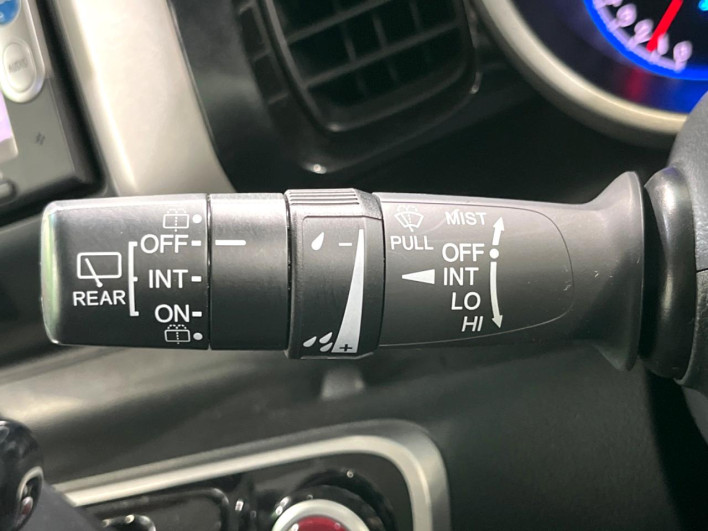 OFF
INT
ON
REAR
−
+
PULL
MIST
OFF
INT
LO
HI